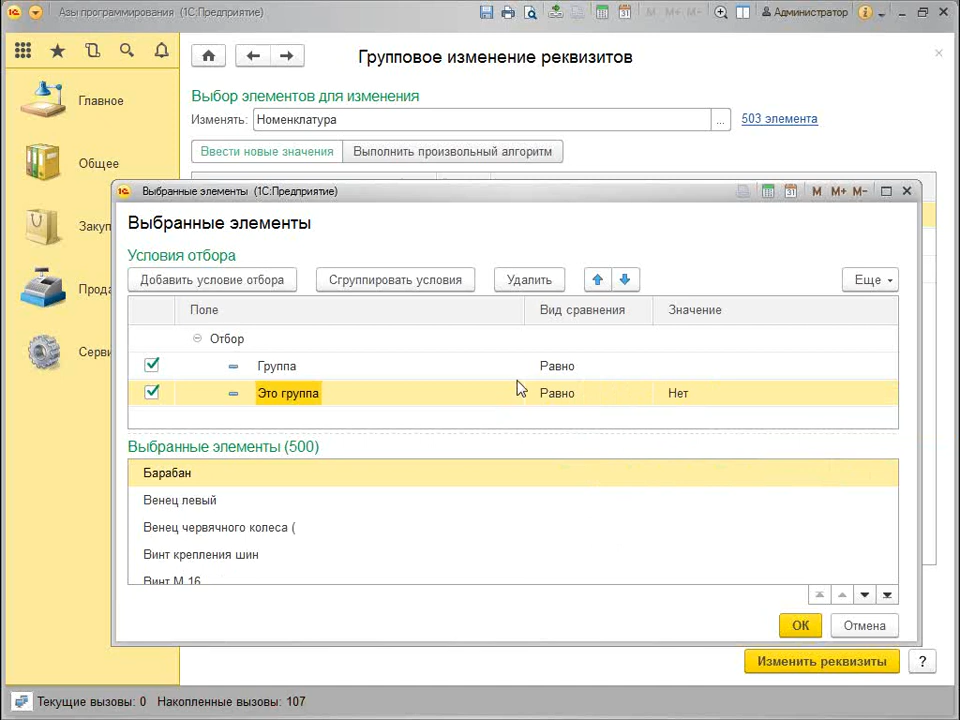 Азы программирования (1С:Предприятие)
M M+ M-
Администратор
Главное
Общее
Заку
Прода
Серви
Групповое изменение реквизитов
Выбор элементов для изменения
Изменять: Номенклатура ... 503 элемента
Ввести новые значения Выполнить произвольный алгоритм
Выбранные элементы (1С:Предприятие)
M M+ M-
Выбранные элементы
Условия отбора
Добавить условие отбора Сгруппировать условия Удалить Еще
Поле Вид сравнения Значение
Отбор
Группа Равно
Это группа Равно Нет
Выбранные элементы (500)
Барабан
Венец левый
Венец червячного колеса (
Винт крепления шин
Винт М 16
ОК Отмена
Изменить реквизиты ?
Текущие вызовы: 0 Накопленные вызовы: 107